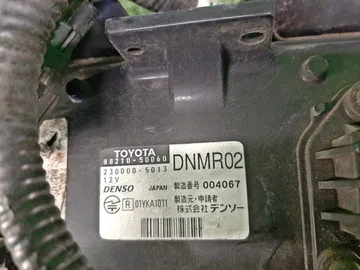 TOYOTA
88210-50060
230000-5013
12V
DNMR02
DENSO JAPAN 製造番号 004067
R 01YKA1011
製造元・申請者
株式会社デンソー